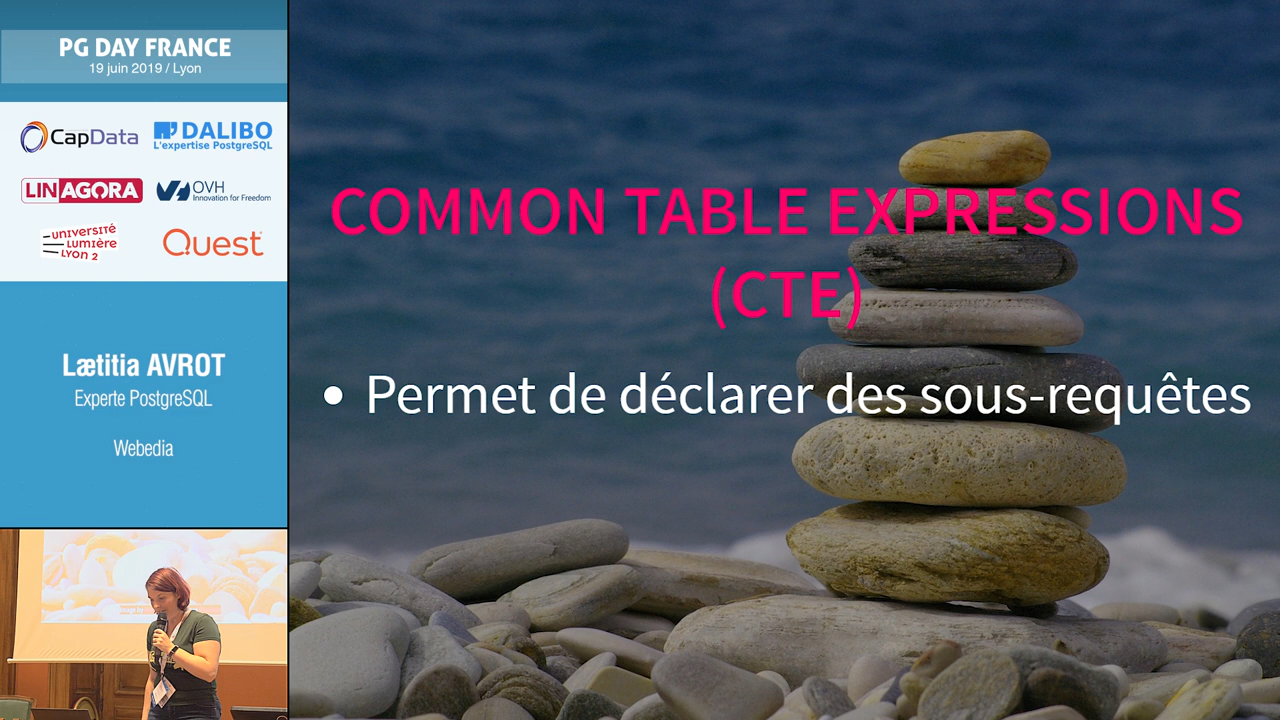 PG DAY FRANCE
19 juin 2019 / Lyon
CapData
DALIBO
L'expertise PostgreSQL
LINAGORA
OVH
Innovation for Freedom
UNIVERSITÉ
LUMIÈRE
LYON 2
Quest
Lætitia AVROT
Experte PostgreSQL
Webedia
COMMON TABLE EXPRESSIONS
(CTE)
• Permet de déclarer des sous-requêtes